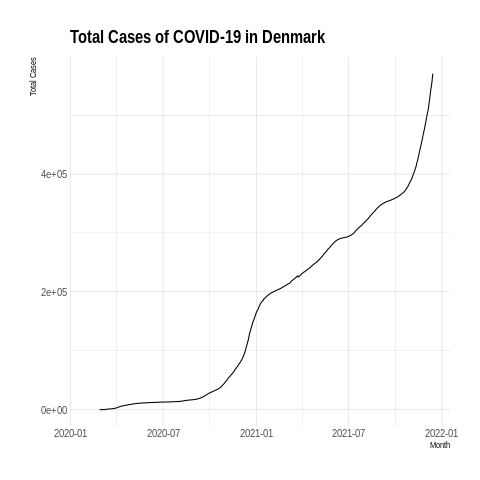 Total Cases of COVID-19 in Denmark
Total Cases
4e+05
2e+05
0e+00
2020-01 2020-07 2021-01 2021-07 2022-01
Month